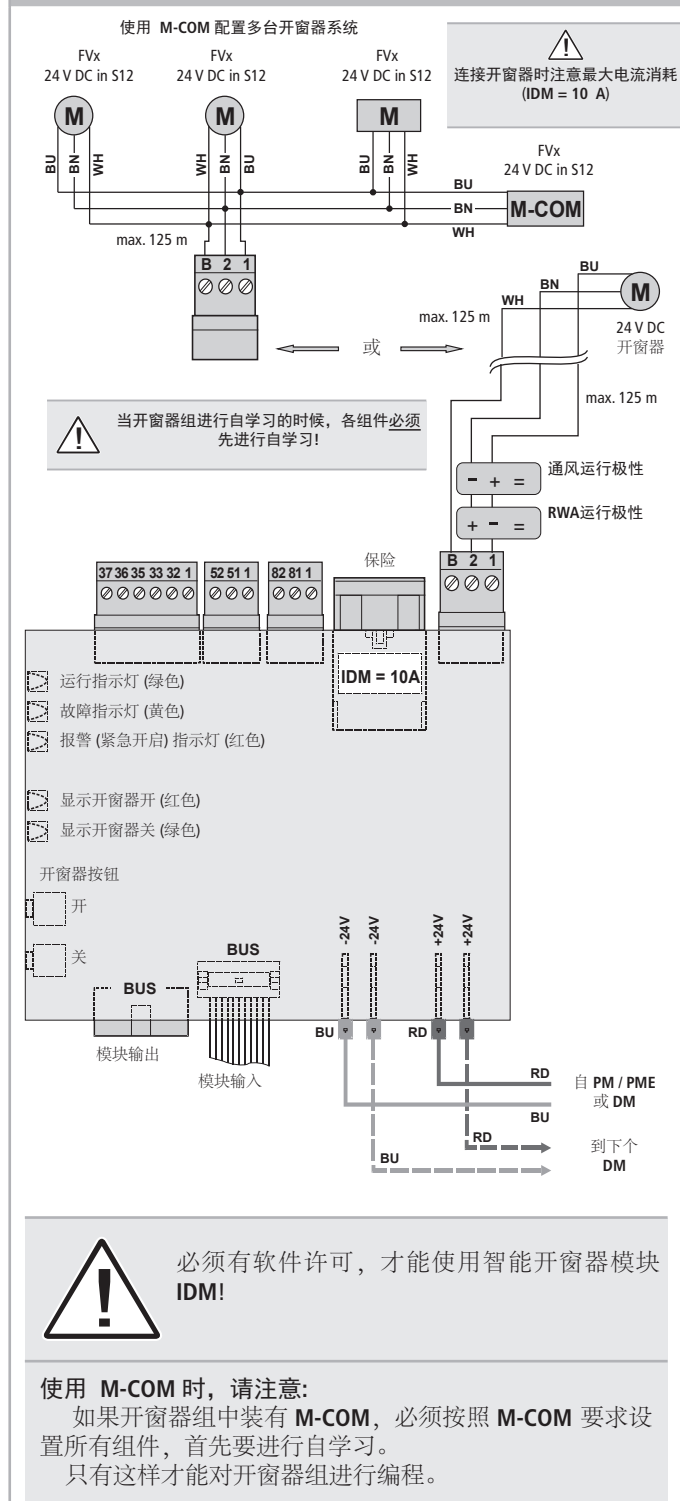 使用 M-COM 配置多台开窗器系统
FVx
24 V DC in S12
FVx
24 V DC in S12
FVx
24 V DC in S12
连接开窗器时注意最大电流消耗
(IDM = 10 A)
M
M
M
FVx
24 V DC in S12
BU
BN
WH
WH
BN
BU
BU
BN
WH
BU
BN
WH
M-COM
max. 125 m
B 2 1
或
BU
BN
WH
M
max. 125 m
24 V DC
开窗器
max. 125 m
当开窗器组进行自学习的时候，各组件必须
先进行自学习!
- + =
通风运行极性
+ - =
RWA运行极性
37 36 35 33 32 1
52 51 1
82 81 1
保险
B 2 1
IDM = 10A
运行指示灯 (绿色)
故障指示灯 (黄色)
报警 (紧急开启) 指示灯 (红色)
显示开窗器开 (红色)
显示开窗器关 (绿色)
开窗器按钮
开
关
BUS
BUS
-24V
-24V
+24V
+24V
模块输出
模块输入
BU
RD
RD
BU
自 PM / PME
或 DM
RD
BU
到下个
DM
必须有软件许可，才能使用智能开窗器模块
IDM!
使用 M-COM 时，请注意:
如果开窗器组中装有 M-COM，必须按照 M-COM 要求设
置所有组件，首先要进行自学习。
只有这样才能对开窗器组进行编程。